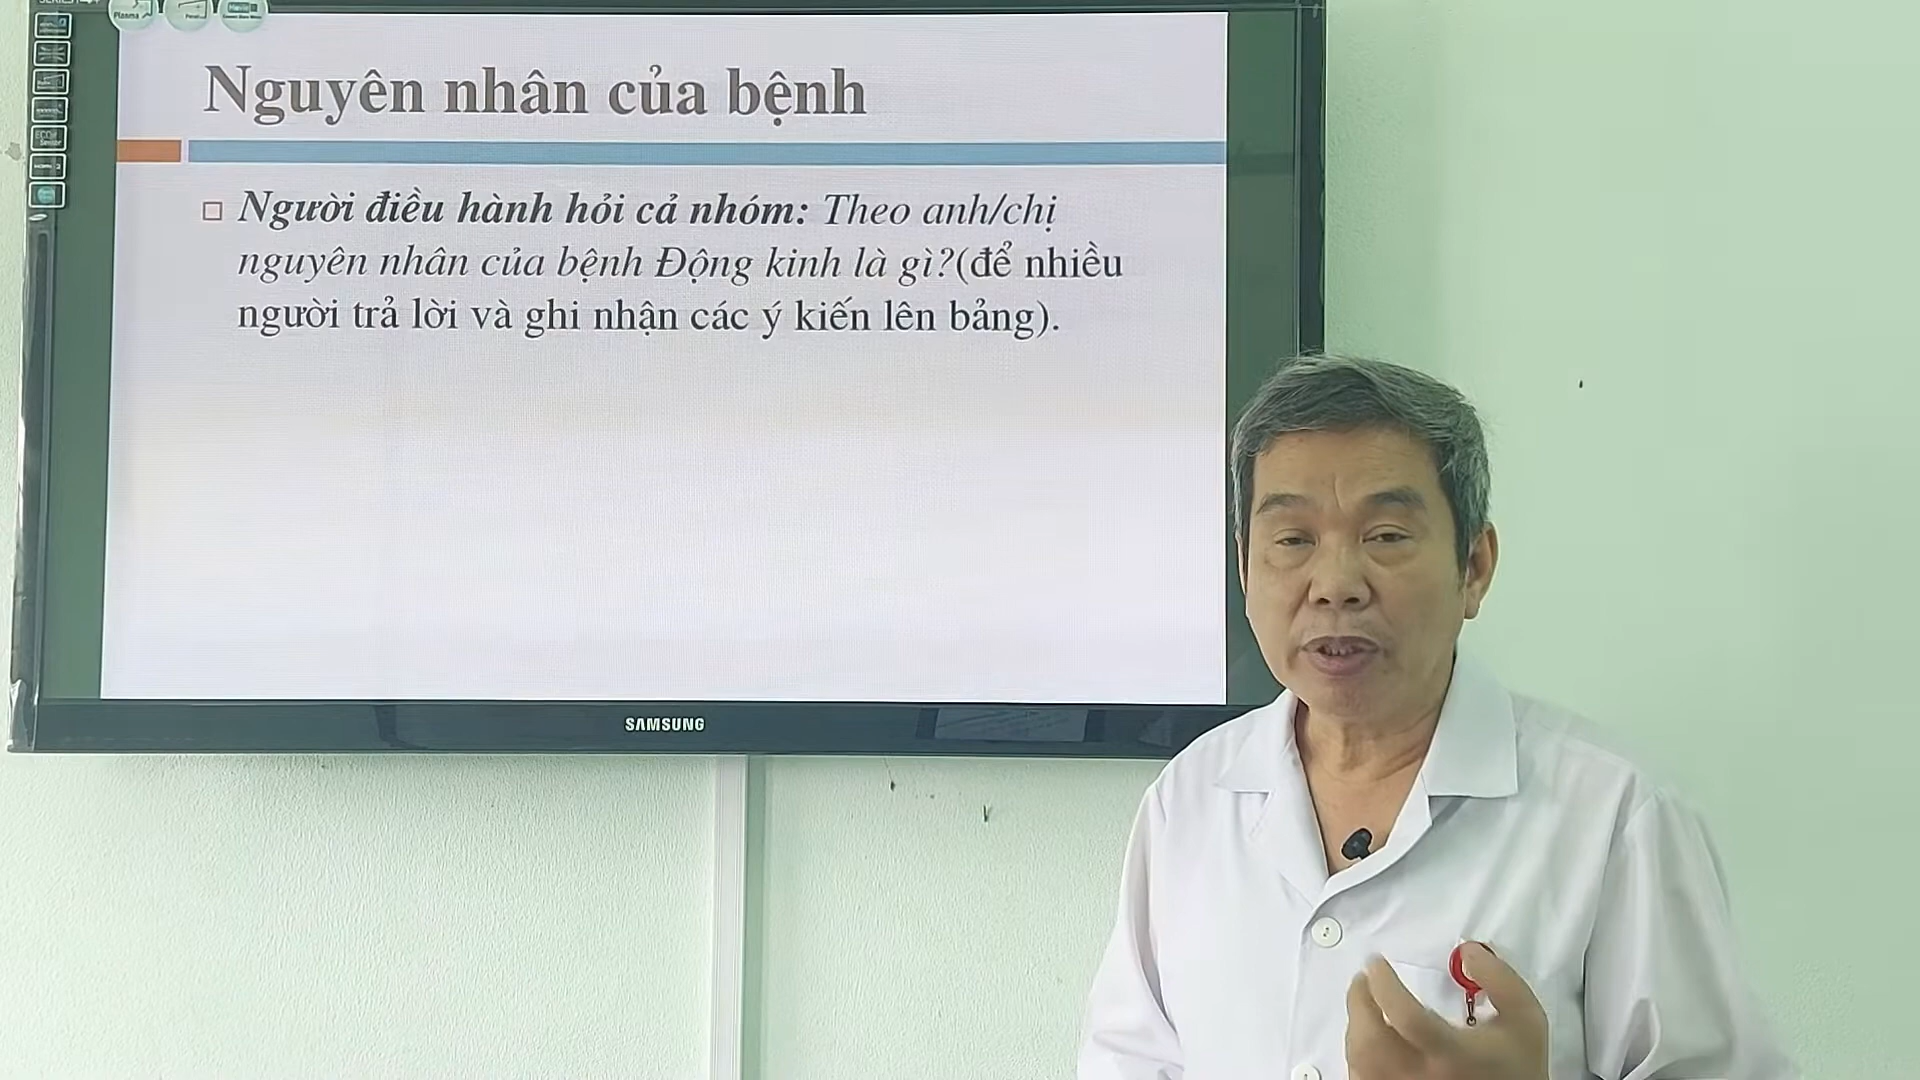 Plasma
Nguyên nhân của bệnh
Người điều hành hỏi cả nhóm: Theo anh/chị
nguyên nhân của bệnh Động kinh là gì?(để nhiều
người trả lời và ghi nhận các ý kiến lên bảng).
SAMSUNG